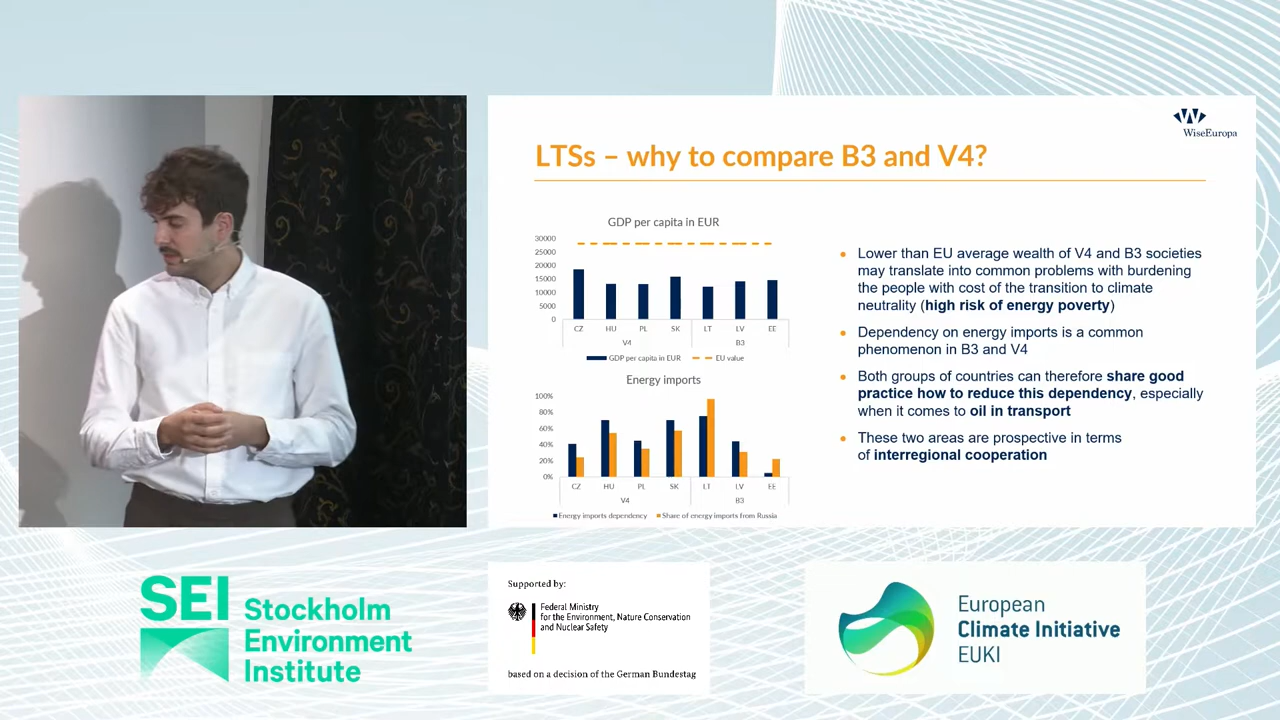 WiseEuropa
LTSs – why to compare B3 and V4?
GDP per capita in EUR
30000
25000
20000
15000
10000
5000
0
CZ HU PL SK LT LV EE
V4 B3
GDP per capita in EUR EU value
Energy imports
100%
80%
60%
40%
20%
0%
CZ HU PL SK LT LV EE
V4 B3
Energy imports dependency Share of energy imports from Russia
• Lower than EU average wealth of V4 and B3 societies
may translate into common problems with burdening
the people with cost of the transition to climate
neutrality (high risk of energy poverty)
• Dependency on energy imports is a common
phenomenon in B3 and V4
• Both groups of countries can therefore share good
practice how to reduce this dependency, especially
when it comes to oil in transport
• These two areas are prospective in terms
of interregional cooperation
SEI Stockholm
Environment
Institute
Supported by:
Federal Ministry
for the Environment, Nature Conservation
and Nuclear Safety
based on a decision of the German Bundestag
European
Climate Initiative
EUKI